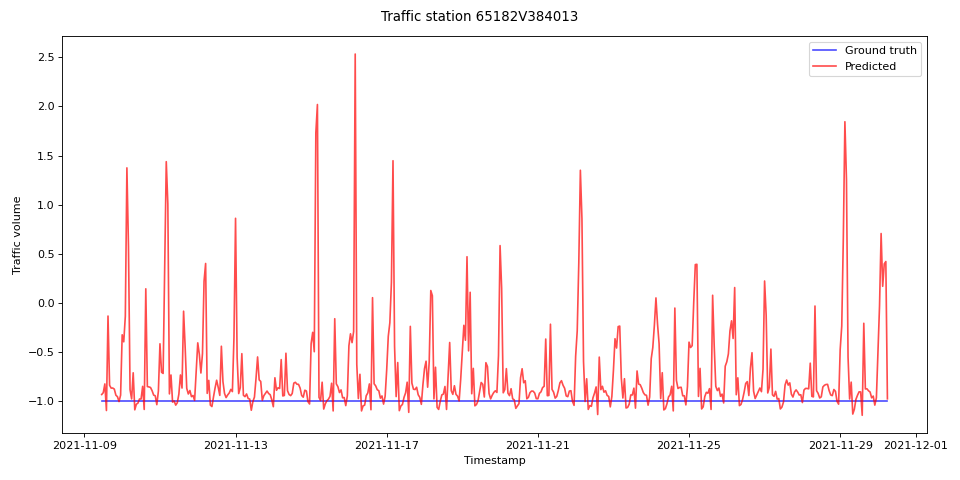 Traffic station 65182V384013
Ground truth
Predicted
Traffic volume
2.5
2.0
1.5
1.0
0.5
0.0
−0.5
−1.0
2021-11-09 2021-11-13 2021-11-17 2021-11-21 2021-11-25 2021-11-29 2021-12-01
Timestamp